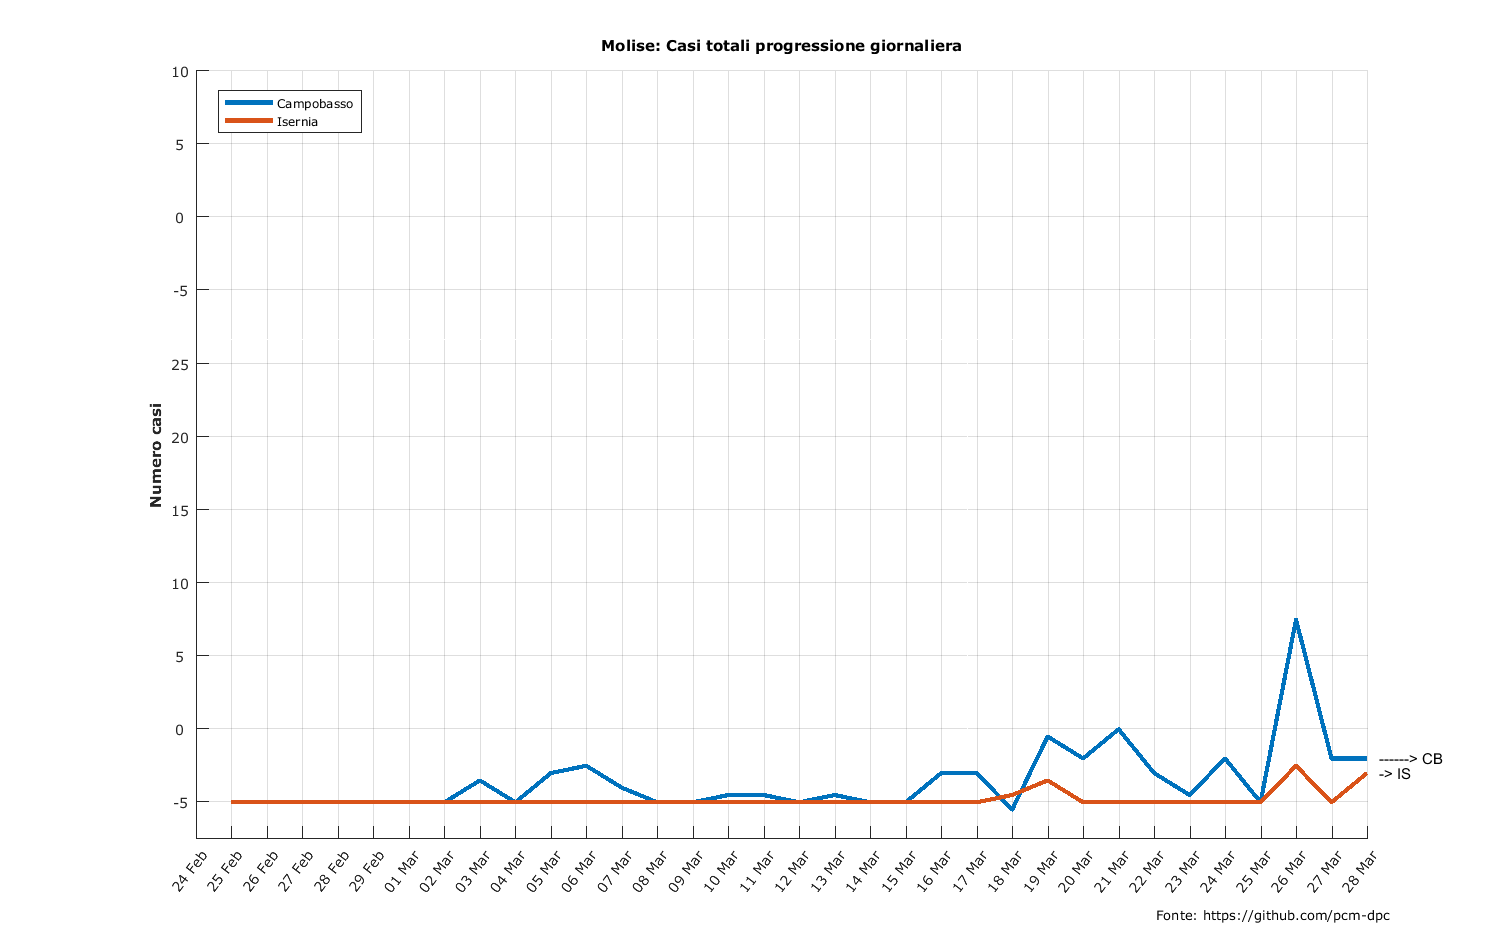 Molise: Casi totali progressione giornaliera
Campobasso
Isernia
10
5
0
-5
25
20
15
10
5
0
-5
Numero casi
------> CB
-> IS
24 Feb
25 Feb
26 Feb
27 Feb
28 Feb
29 Feb
01 Mar
02 Mar
03 Mar
04 Mar
05 Mar
06 Mar
07 Mar
08 Mar
09 Mar
10 Mar
11 Mar
12 Mar
13 Mar
14 Mar
15 Mar
16 Mar
17 Mar
18 Mar
19 Mar
20 Mar
21 Mar
22 Mar
23 Mar
24 Mar
25 Mar
26 Mar
27 Mar
28 Mar
Fonte: https://github.com/pcm-dpc